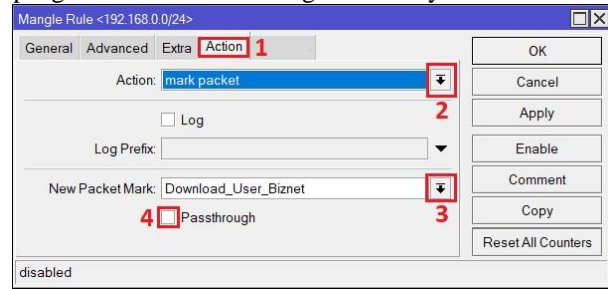 Mangle Rule <192.168.0.0/24>
General Advanced Extra Action 1
OK
Action: mark packet
2
Cancel
Log
Apply
Log Prefix:
Enable
New Packet Mark: Download_User_Biznet
3
Comment
4 Passthrough
Copy
Reset All Counters
disabled